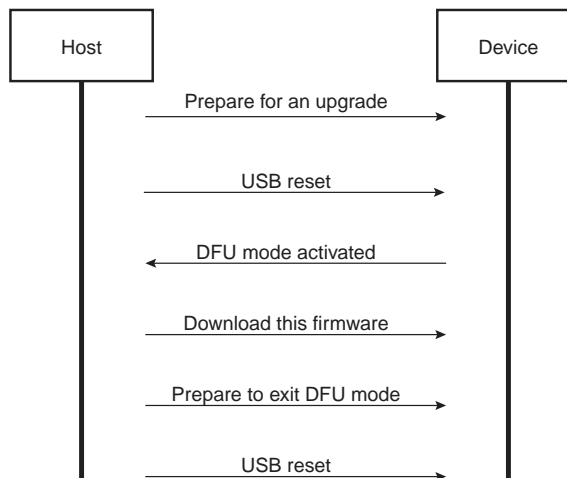 Host
Device
Prepare for an upgrade
USB reset
DFU mode activated
Download this firmware
Prepare to exit DFU mode
USB reset